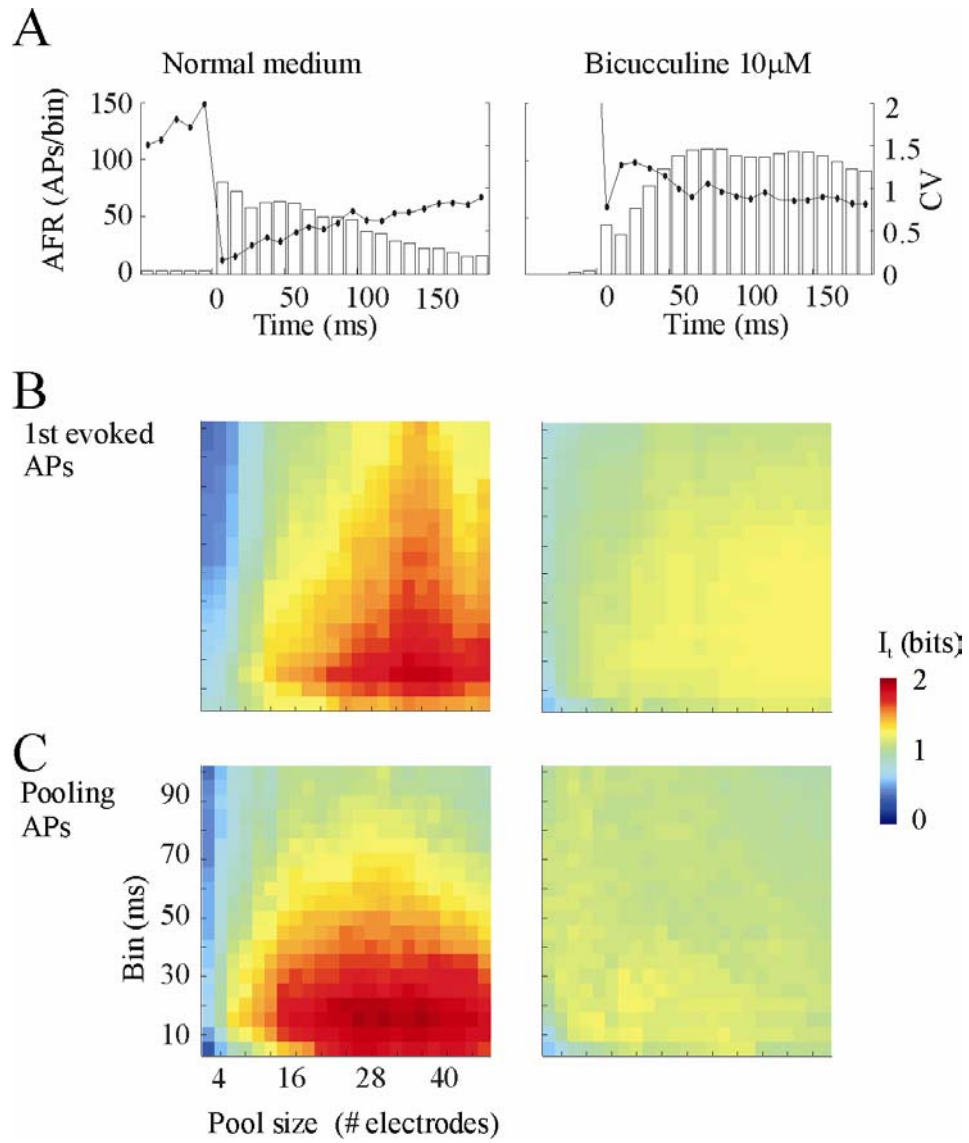 A
Normal medium
Bicucculine 10µM
AFR (APs/bin)
150
100
50
0
0 50 100 150
Time (ms)
0 50 100 150
Time (ms)
2
1.5
1
0.5
0
CV
B
1st evoked
APs
I_t (bits)
2
1
0
C
Pooling
APs
Bin (ms)
90
70
50
30
10
4 16 28 40
Pool size (# electrodes)